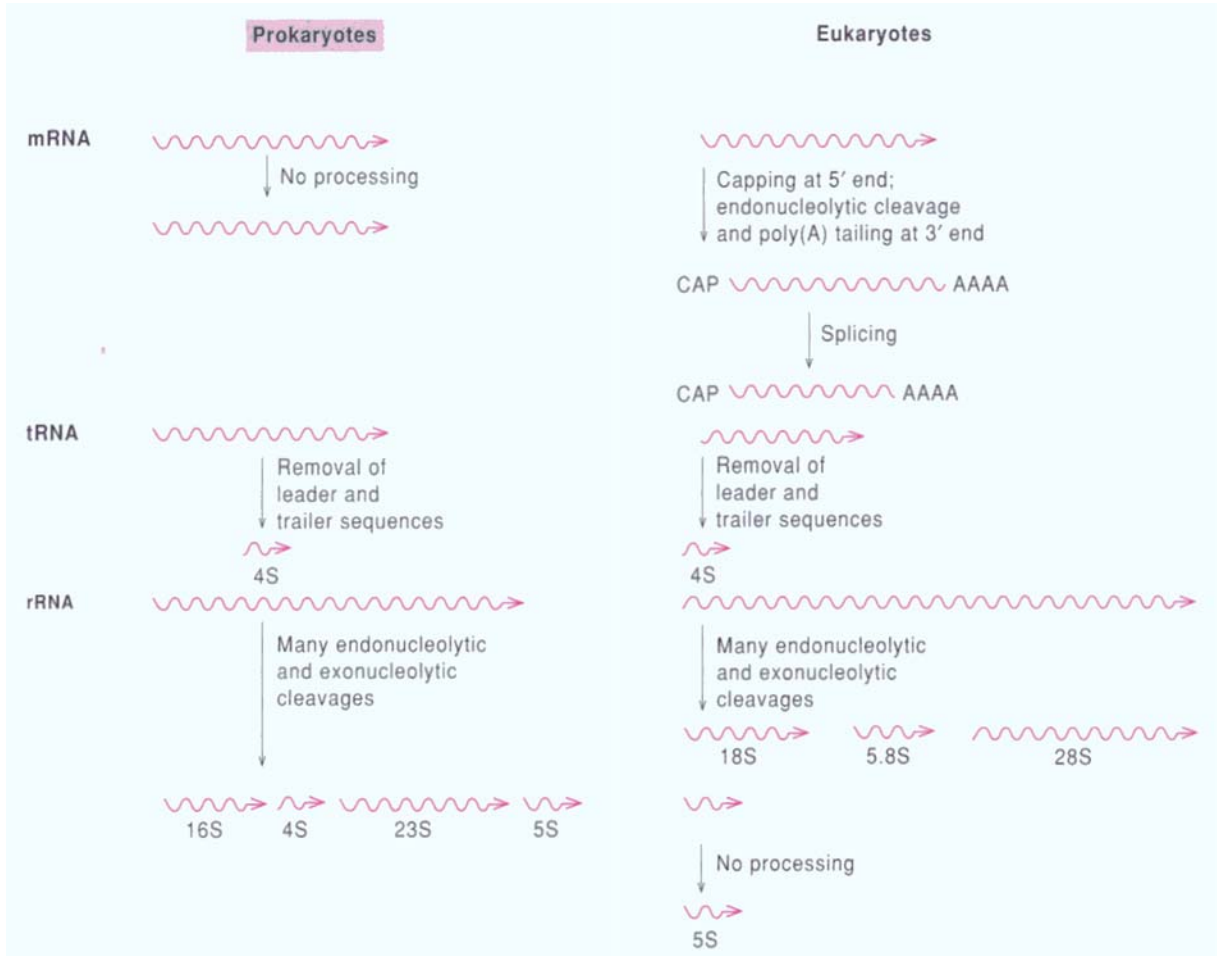 Prokaryotes
Eukaryotes
mRNA
No processing
Capping at 5′ end;
endonucleolytic cleavage
and poly(A) tailing at 3′ end
CAP AAAA
Splicing
CAP AAAA
tRNA
Removal of
leader and
trailer sequences
4S
Removal of
leader and
trailer sequences
4S
rRNA
Many endonucleolytic
and exonucleolytic
cleavages
16S 4S 23S 5S
Many endonucleolytic
and exonucleolytic
cleavages
18S 5.8S 28S
No processing
5S